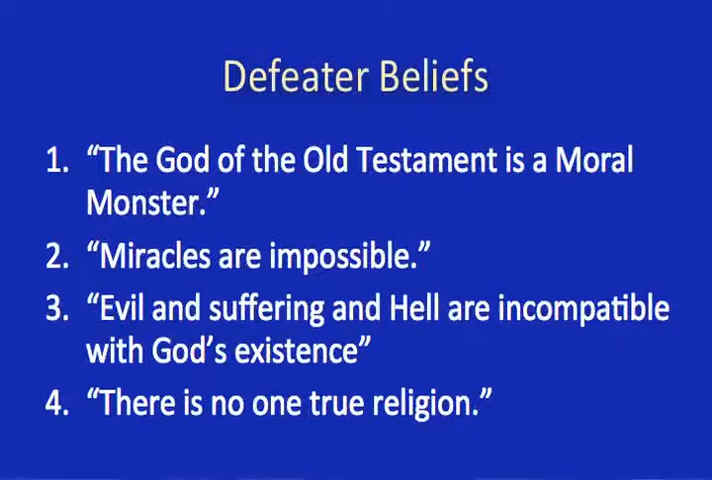 Defeater Beliefs
1. “The God of the Old Testament is a Moral
Monster.”
2. “Miracles are impossible.”
3. “Evil and suffering and Hell are incompatible
with God’s existence”
4. “There is no one true religion.”